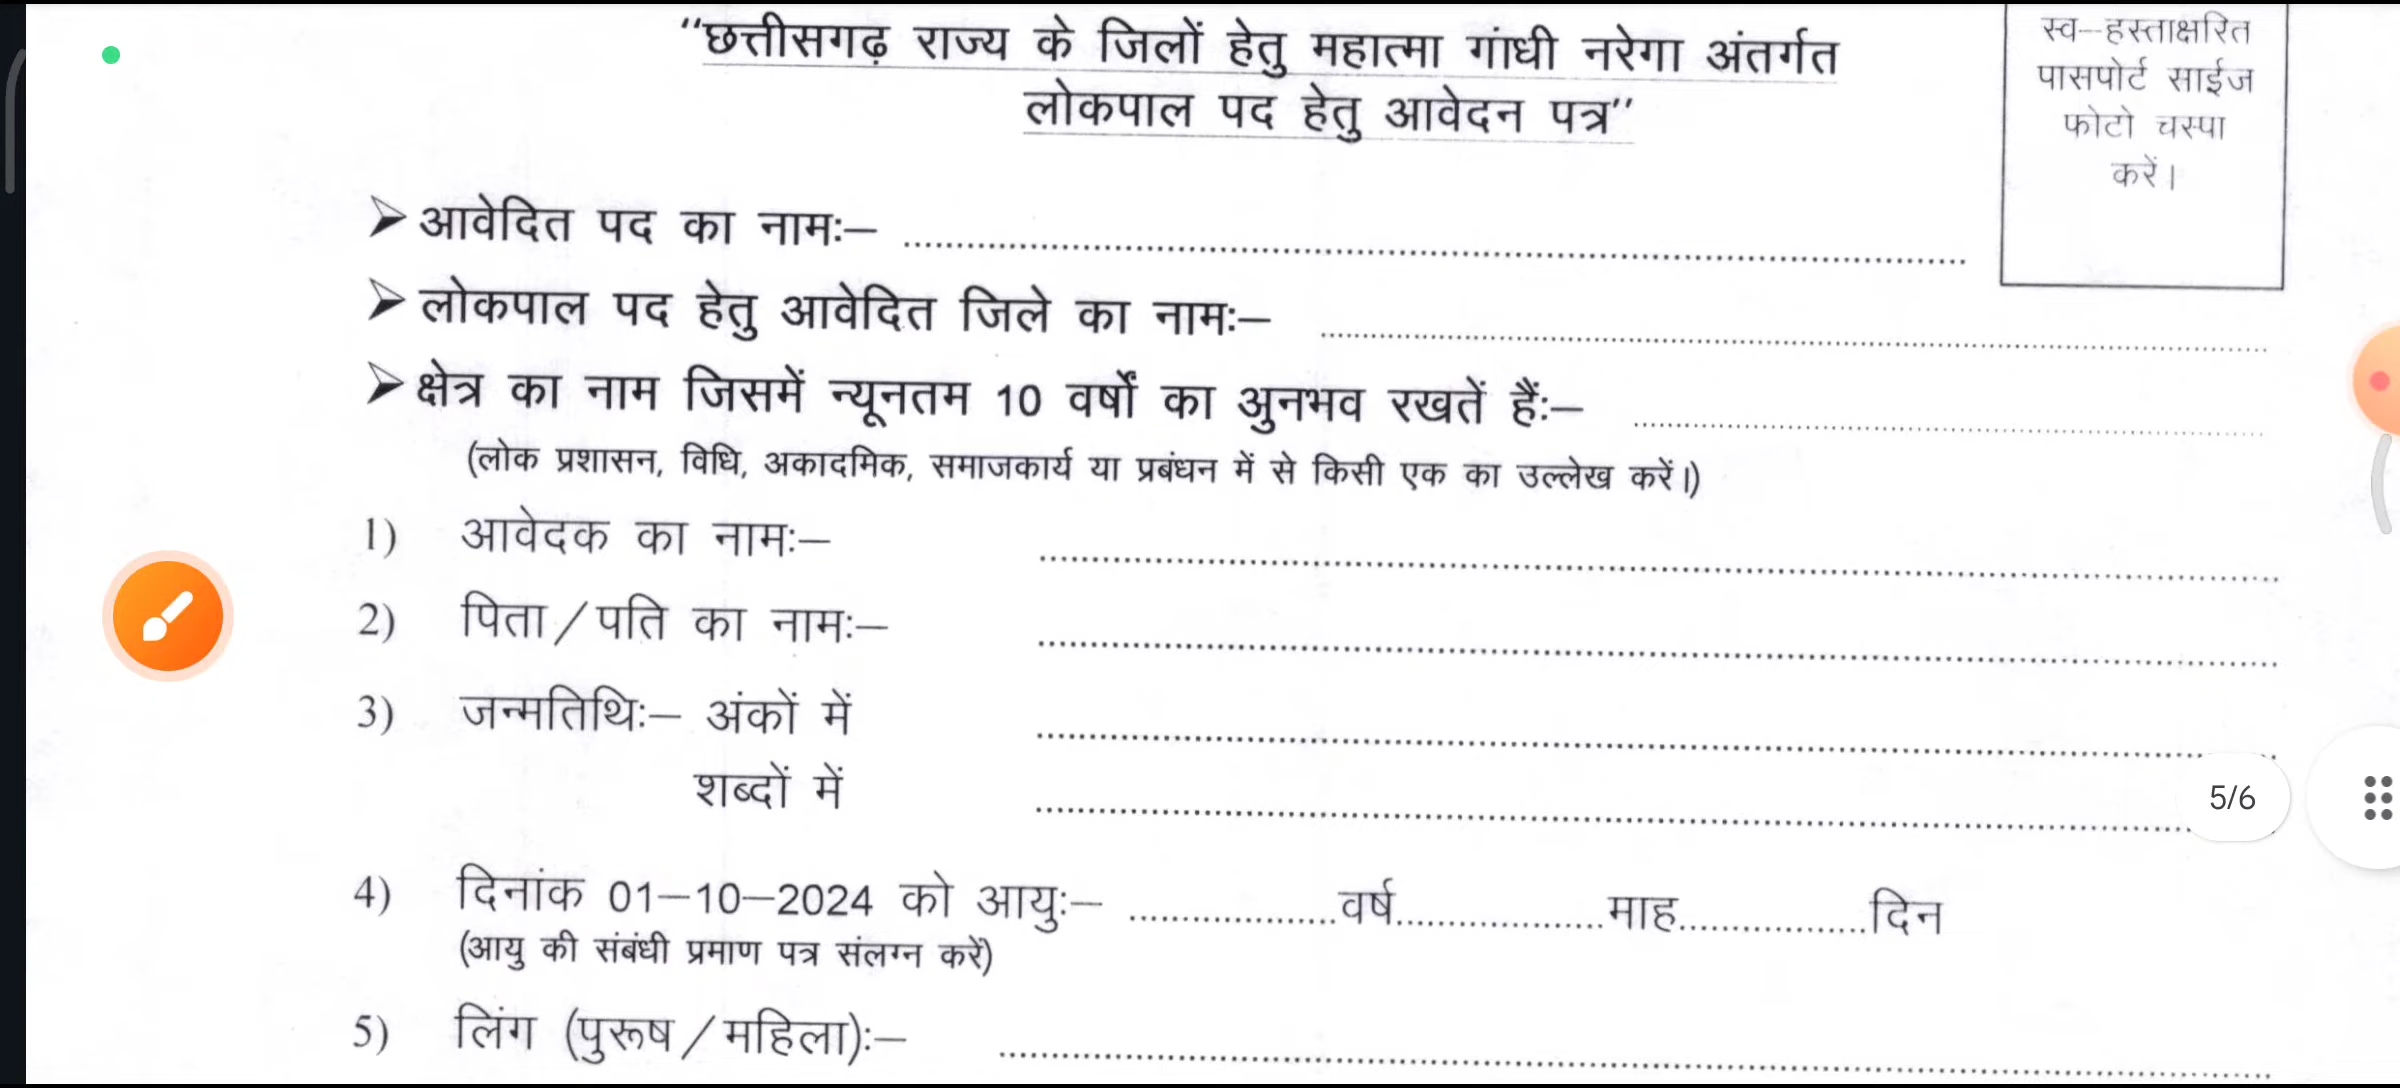 “छत्तीसगढ़ राज्य के जिलों हेतु महात्मा गांधी नरेगा अंतर्गत
लोकपाल पद हेतु आवेदन पत्र”
स्व–हस्ताक्षरित
पासपोर्ट साईज
फोटो चस्पा
करें।
➢ आवेदित पद का नामः– ........................................
➢ लोकपाल पद हेतु आवेदित जिले का नामः– ........................................
➢ क्षेत्र का नाम जिसमें न्यूनतम 10 वर्षों का अुनभव रखतें हैंः– ........................................
(लोक प्रशासन, विधि, अकादमिक, समाजकार्य या प्रबंधन में से किसी एक का उल्लेख करें।)
1) आवेदक का नामः– ........................................
2) पिता/पति का नामः– ........................................
3) जन्मतिथिः– अंकों में ........................................
शब्दों में ........................................
5/6
4) दिनांक 01–10–2024 को आयुः– ....................वर्ष....................माह..................दिन
(आयु की संबंधी प्रमाण पत्र संलग्न करें)
5) लिंग (पुरूष/महिला)ः– ........................................